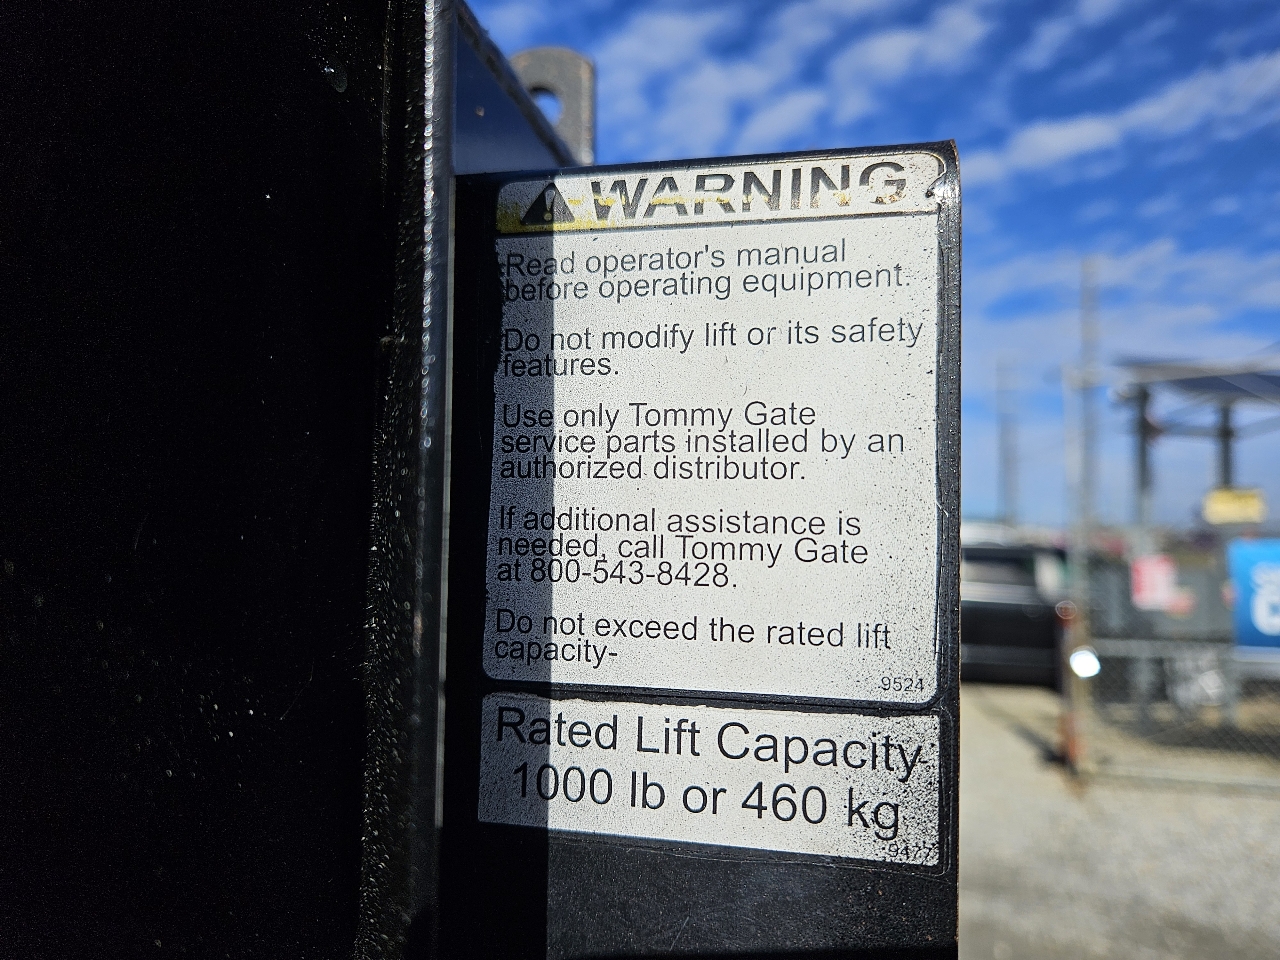 WARNING
Read operator's manual
before operating equipment.
Do not modify lift or its safety
features.
Use only Tommy Gate
service parts installed by an
authorized distributor.
If additional assistance is
needed, call Tommy Gate
at 800-543-8428.
Do not exceed the rated lift
capacity-
9524
Rated Lift Capacity
1000 lb or 460 kg